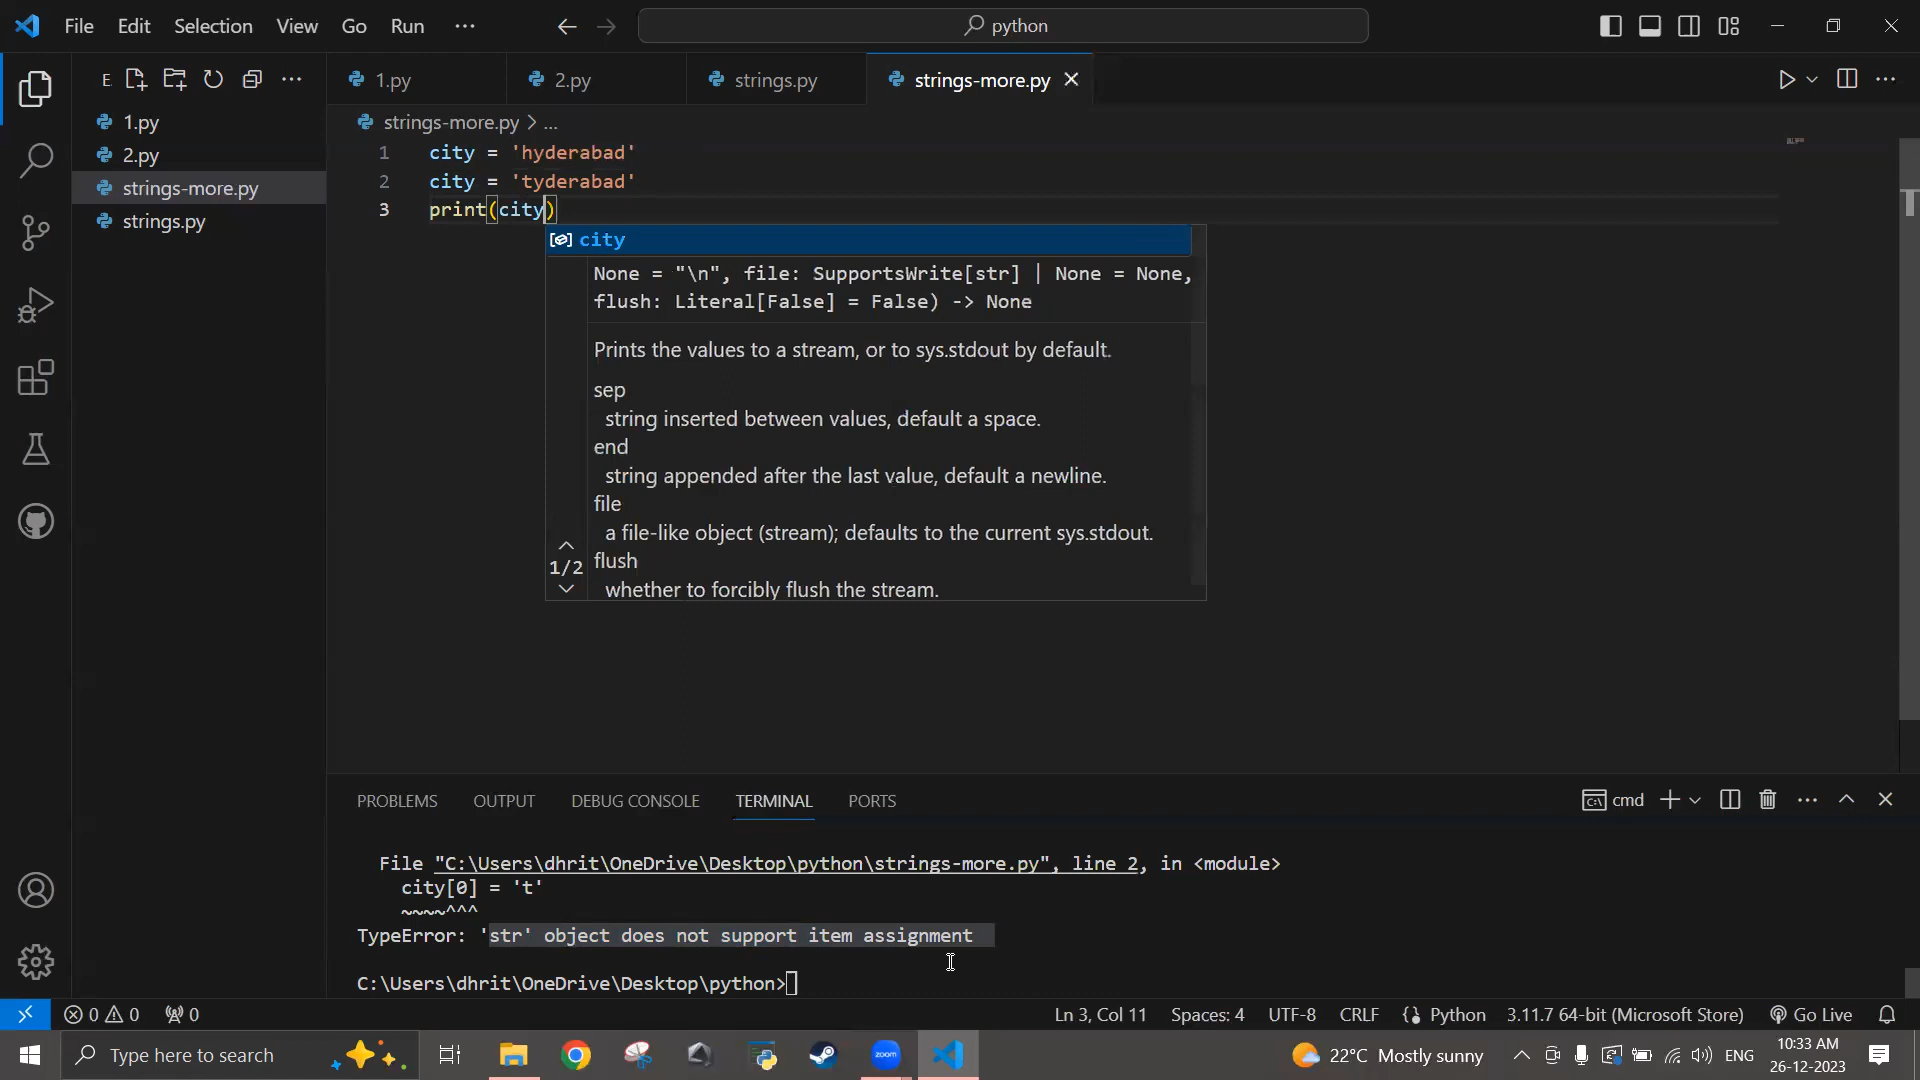 File Edit Selection View Go Run ... python
E
1.py 2.py strings.py strings-more.py
1.py
2.py
strings-more.py
strings.py
strings-more.py > ...
1 city = 'hyderabad'
2 city = 'tyderabad'
3 print(city)
city
None = "\n", file: SupportsWrite[str] | None = None,
flush: Literal[False] = False) -> None
Prints the values to a stream, or to sys.stdout by default.
sep
string inserted between values, default a space.
end
string appended after the last value, default a newline.
file
a file-like object (stream); defaults to the current sys.stdout.
1/2
flush
whether to forcibly flush the stream.
PROBLEMS OUTPUT DEBUG CONSOLE TERMINAL PORTS cmd
File "C:\Users\dhrit\OneDrive\Desktop\python\strings-more.py", line 2, in <module>
city[0] = 't'
~~~~^^^
TypeError: 'str' object does not support item assignment
C:\Users\dhrit\OneDrive\Desktop\python>
0 0 0 Ln 3, Col 11 Spaces: 4 UTF-8 CRLF Python 3.11.7 64-bit (Microsoft Store) Go Live
Type here to search zoom 22°C Mostly sunny ENG 10:33 AM
26-12-2023